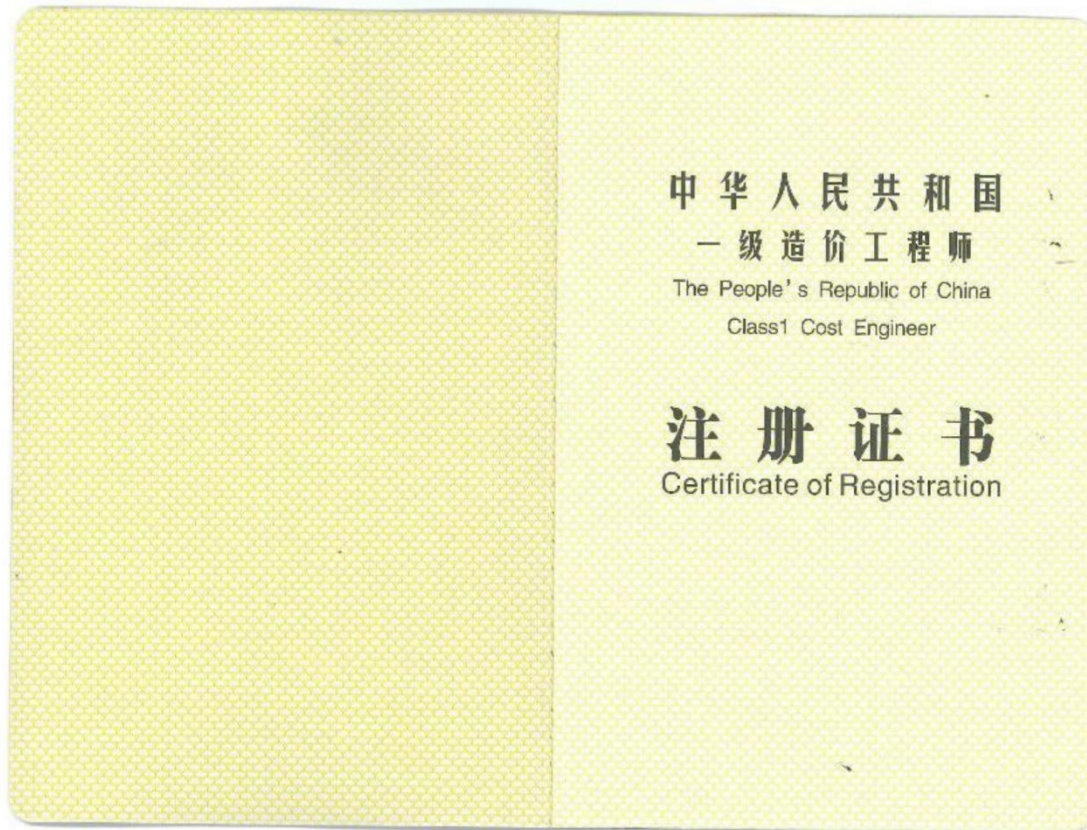 中华人民共和国
一级造价工程师
The People's Republic of China
Class1 Cost Engineer
注册证书
Certificate of Registration